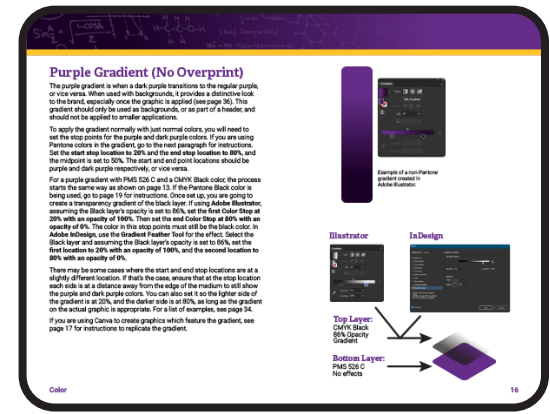 Purple Gradient (No Overprint)
The purple gradient is when a dark purple transitions to the regular purple,
or vice versa. When used with backgrounds, it provides a distinctive look
to the brand, especially once the graphic is applied (see page 36). This
gradient should only be used as backgrounds, or as part of a header, and
should not be applied to smaller applications.
To apply the gradient normally with just normal colors, you will need to
set the stop points for the purple and dark purple colors. If you are using
Pantone colors in the gradient, go to the next paragraph for instructions.
Set the start stop location to 20% and the end stop location to 80%, and
the midpoint is set to 50%. The start and end point locations should be
purple and dark purple respectively, or vice versa.
For a purple gradient with PMS 526 C and a CMYK Black color, the process
starts the same way as shown on page 13. If the Pantone Black color is
being used, go to page 19 for instructions. Once set up, you are going to
create a transparency gradient of the black layer. If using Adobe Illustrator,
assuming the Black layer's opacity is set to 86%, set the first Color Stop at
20% with an opacity of 100%. Then set the end Color Stop at 80% with an
opacity of 0%. The color in this stop points must still be the black color. In
Adobe InDesign, use the Gradient Feather Tool for the effect. Select the
Black layer and assuming the Black layer's opacity is set to 86%, set the
first location to 20% with an opacity of 100%, and the second location to
80% with an opacity of 0%.
There may be some cases where the start and end stop locations are at a
slightly different location. If that's the case, ensure that at the stop location
each side is at a distance away from the edge of the medium to still show
the purple and dark purple colors. You can also set it so the lighter side of
the gradient is at 20%, and the darker side is at 80%, as long as the gradient
on the actual graphic is appropriate. For a list of examples, see page 34.
If you are using Canva to create graphics which feature the gradient, see
page 17 for instructions to replicate the gradient.
Example of a non-Pantone
gradient created in
Adobe Illustrator.
Illustrator
InDesign
Top Layer:
CMYK Black
86% Opacity
Gradient
Bottom Layer:
PMS 526 C
No effects
Color
16